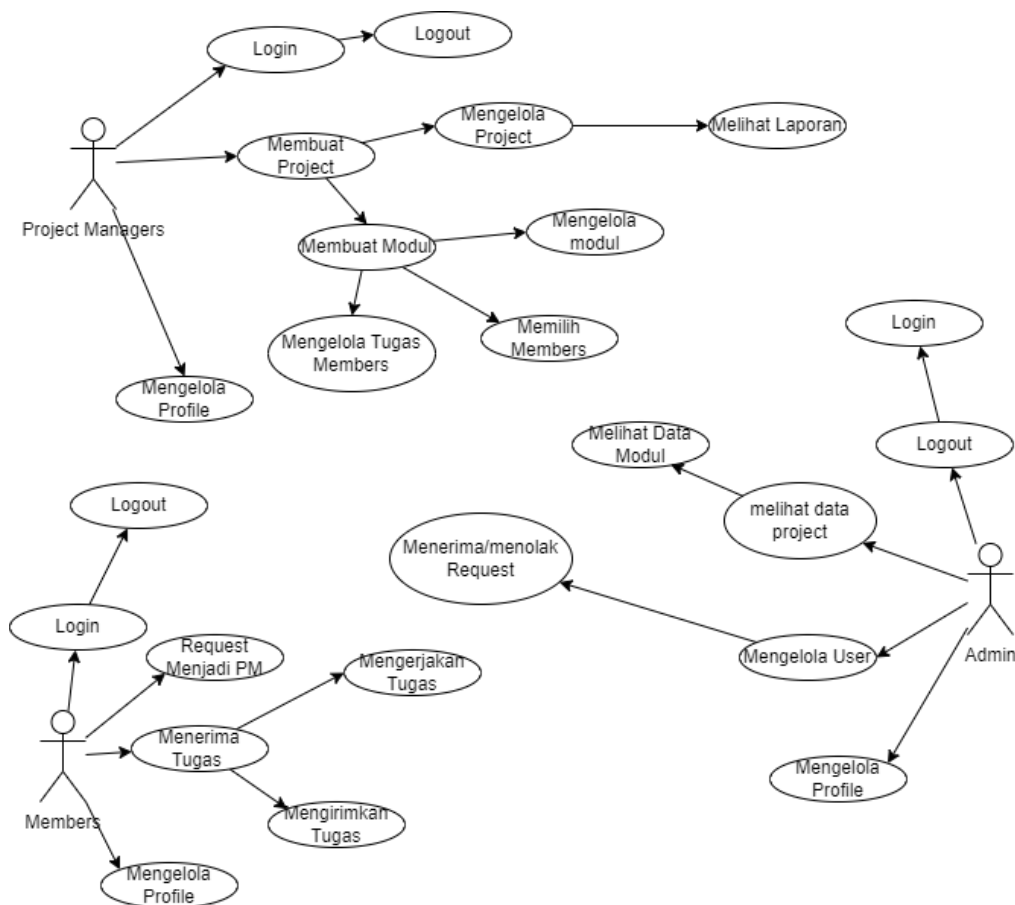 Login
Logout
Mengelola
Project
Melihat Laporan
Membuat
Project
Project Managers
Membuat Modul
Mengelola
modul
Mengelola Tugas
Members
Memilih
Members
Mengelola
Profile
Login
Logout
Melihat Data
Modul
melihat data
project
Menerima/menolak
Request
Mengelola User
Admin
Mengelola
Profile
Logout
Login
Request
Menjadi PM
Mengerjakan
Tugas
Menerima
Tugas
Members
Mengirimkan
Tugas
Mengelola
Profile